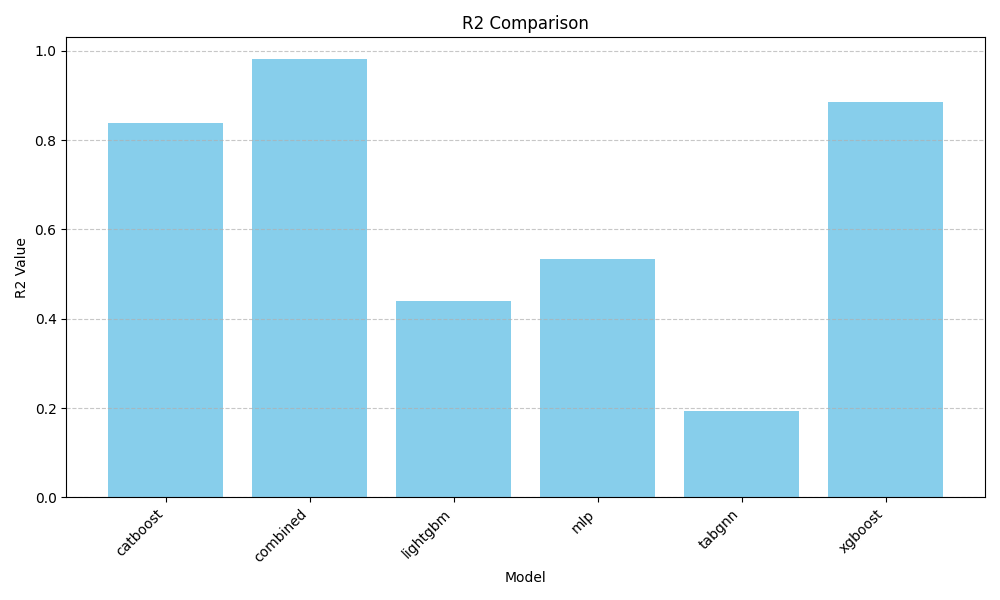 R2 Comparison
R2 Value
1.0
0.8
0.6
0.4
0.2
0.0
catboost
combined
lightgbm
mlp
tabgnn
xgboost
Model